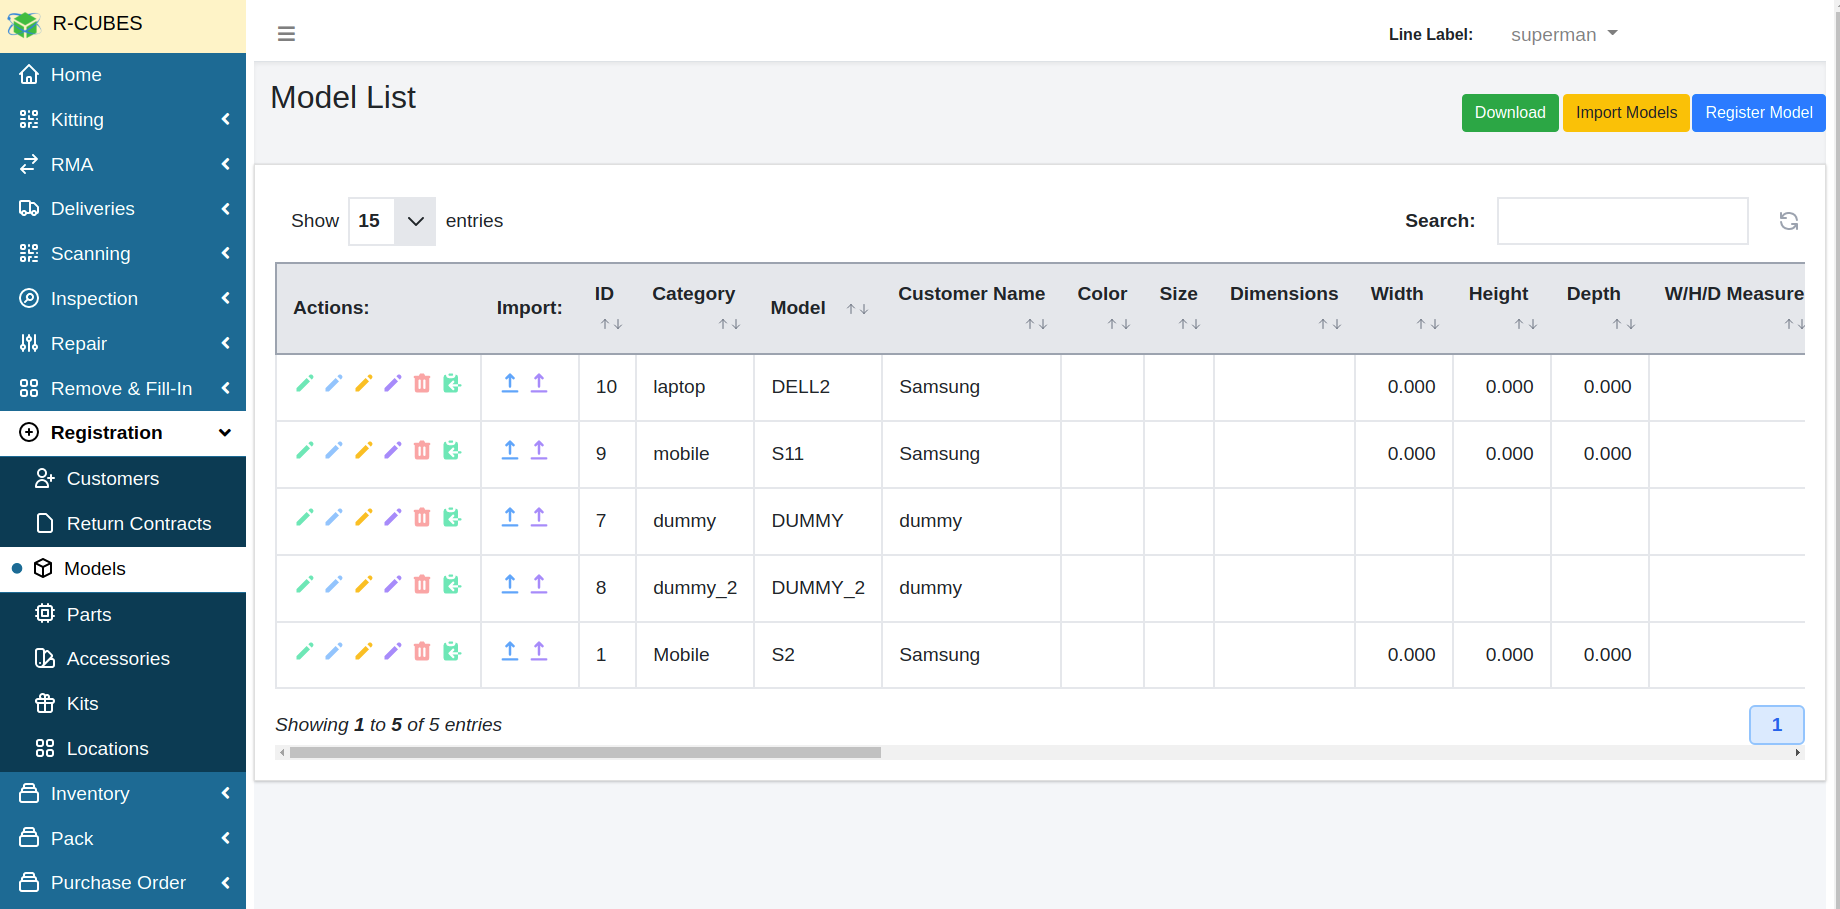 R-CUBES
Line Label: superman
Home
Kitting
RMA
Deliveries
Scanning
Inspection
Repair
Remove & Fill-In
Registration
Customers
Return Contracts
Models
Parts
Accessories
Kits
Locations
Inventory
Pack
Purchase Order
Model List
Download Import Models Register Model
Show 15 entries Search:
Actions: Import: ID Category Model Customer Name Color Size Dimensions Width Height Depth W/H/D Measure
10 laptop DELL2 Samsung 0.000 0.000 0.000
9 mobile S11 Samsung 0.000 0.000 0.000
7 dummy DUMMY dummy
8 dummy_2 DUMMY_2 dummy
1 Mobile S2 Samsung 0.000 0.000 0.000
Showing 1 to 5 of 5 entries 1